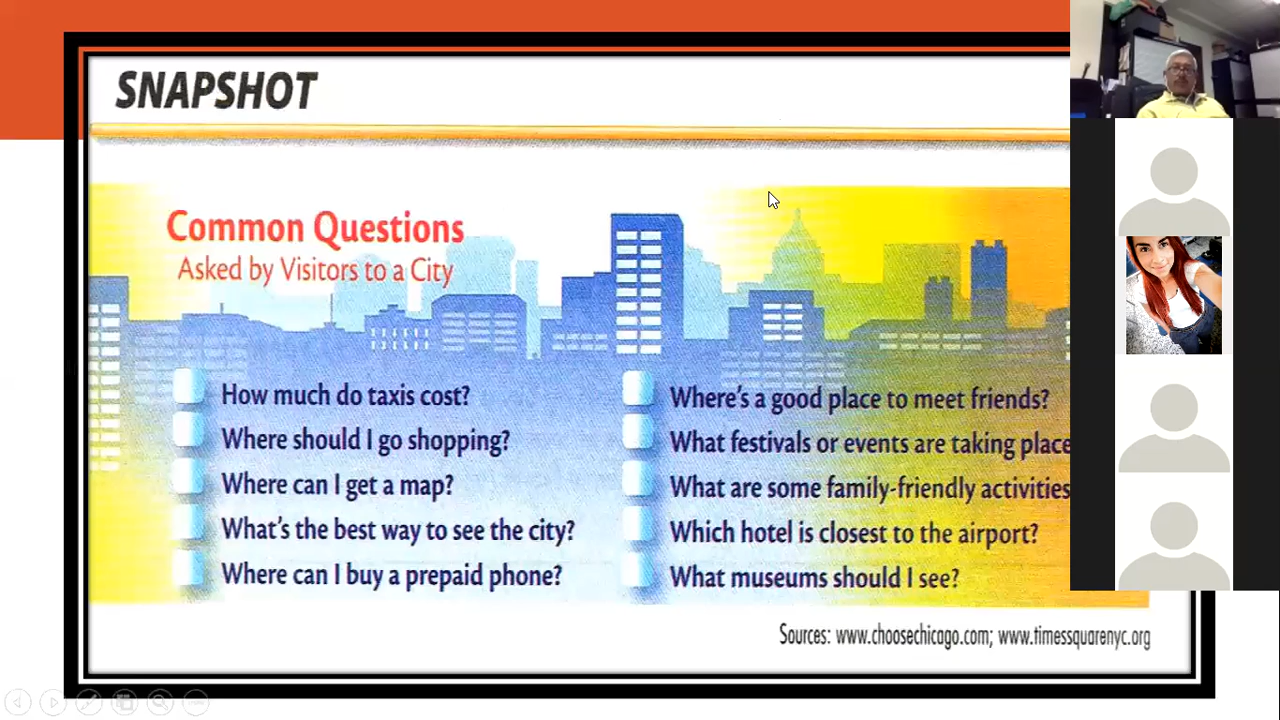 SNAPSHOT
Common Questions
Asked by Visitors to a City
How much do taxis cost?
Where should I go shopping?
Where can I get a map?
What's the best way to see the city?
Where can I buy a prepaid phone?
Where's a good place to meet friends?
What festivals or events are taking place
What are some family-friendly activities
Which hotel is closest to the airport?
What museums should I see?
Sources: www.choosechicago.com; www.timessquarenyc.org